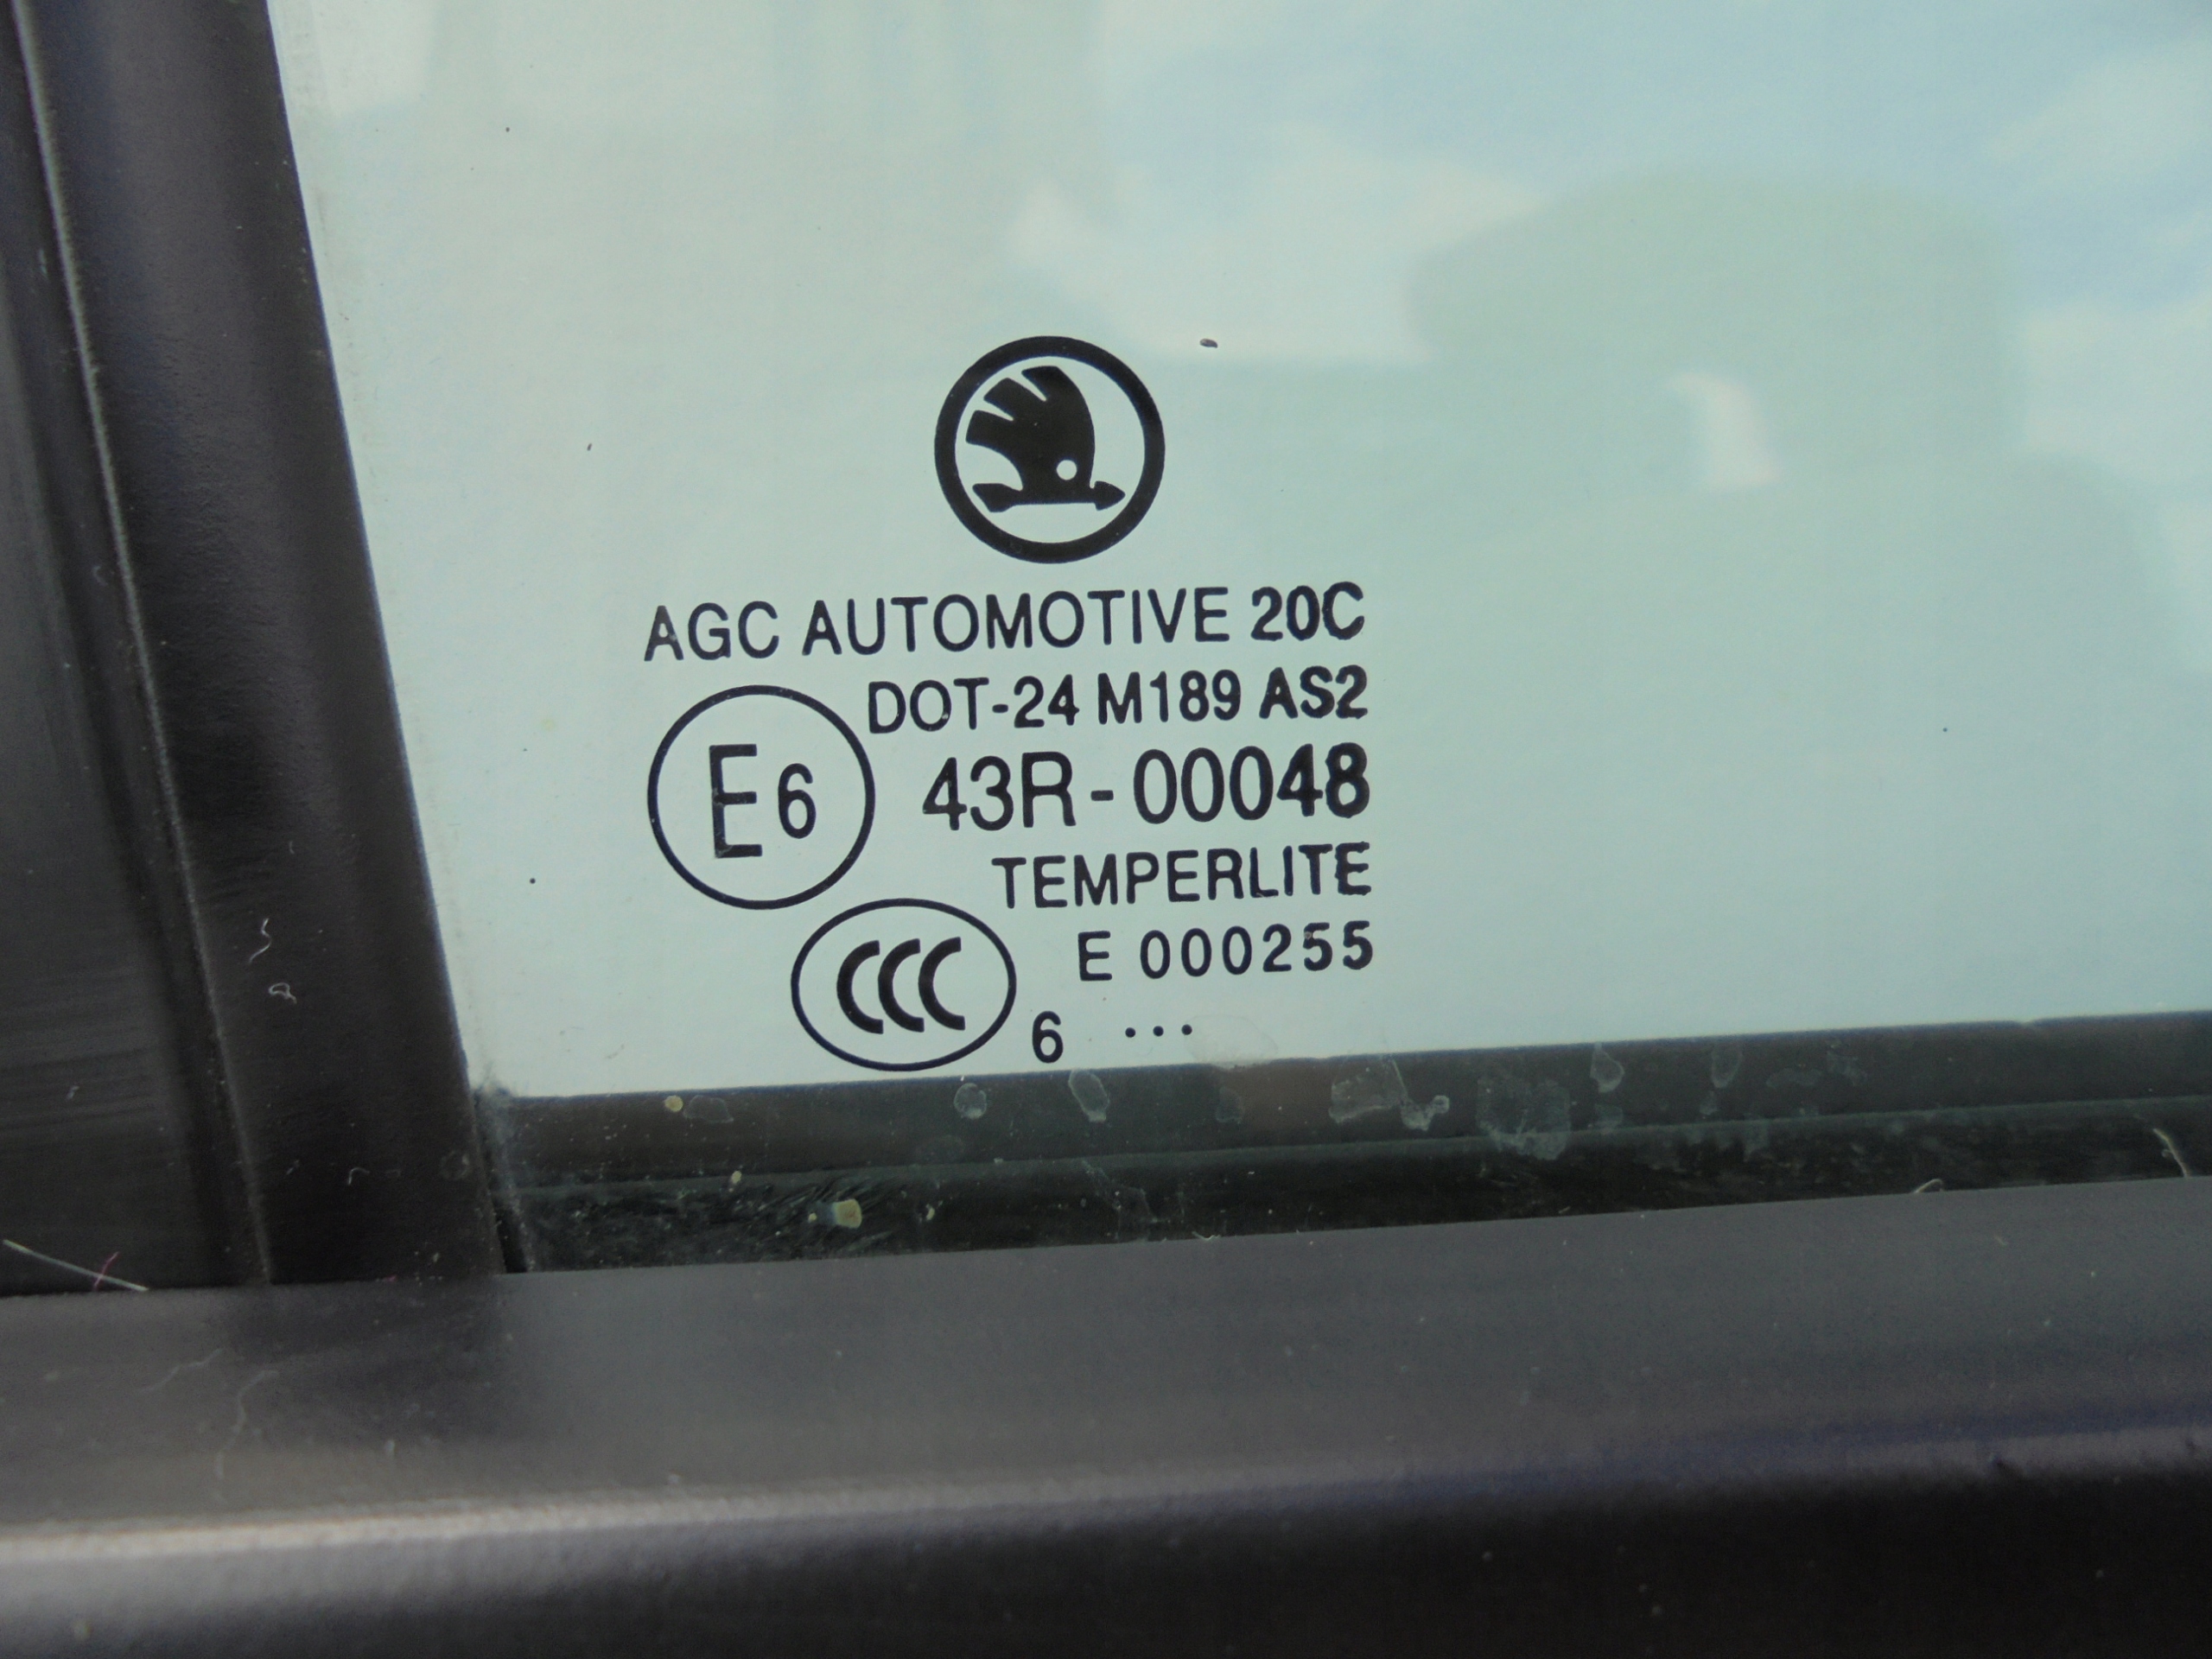 AGC AUTOMOTIVE 20C
DOT-24 M189 AS2
E6 43R-00048
TEMPERLITE
CCC E 000255
6 ...